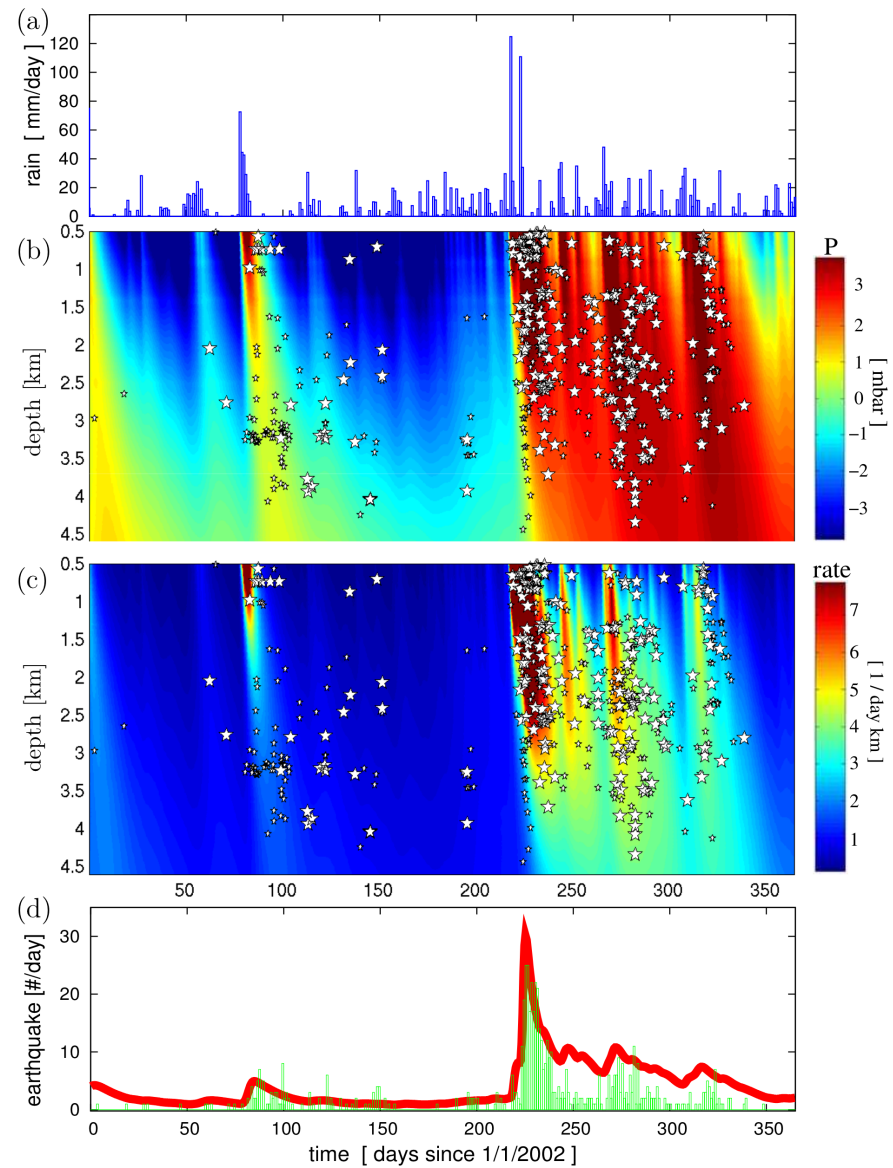 (a)
rain [ mm/day]
120
100
80
60
40
20
0
(b)
depth [km]
0.5
1
1.5
2
2.5
3
3.5
4
4.5
P
3
2
1
0
−1
−2
−3
[ mbar]
(c)
depth [km]
0.5
1
1.5
2
2.5
3
3.5
4
4.5
50 100 150 200 250 300 350
rate
7
6
5
4
3
2
1
[ 1 / day km]
(d)
earthquake [#/day]
30
20
10
0
0 50 100 150 200 250 300 350
time [ days since 1/1/2002 ]